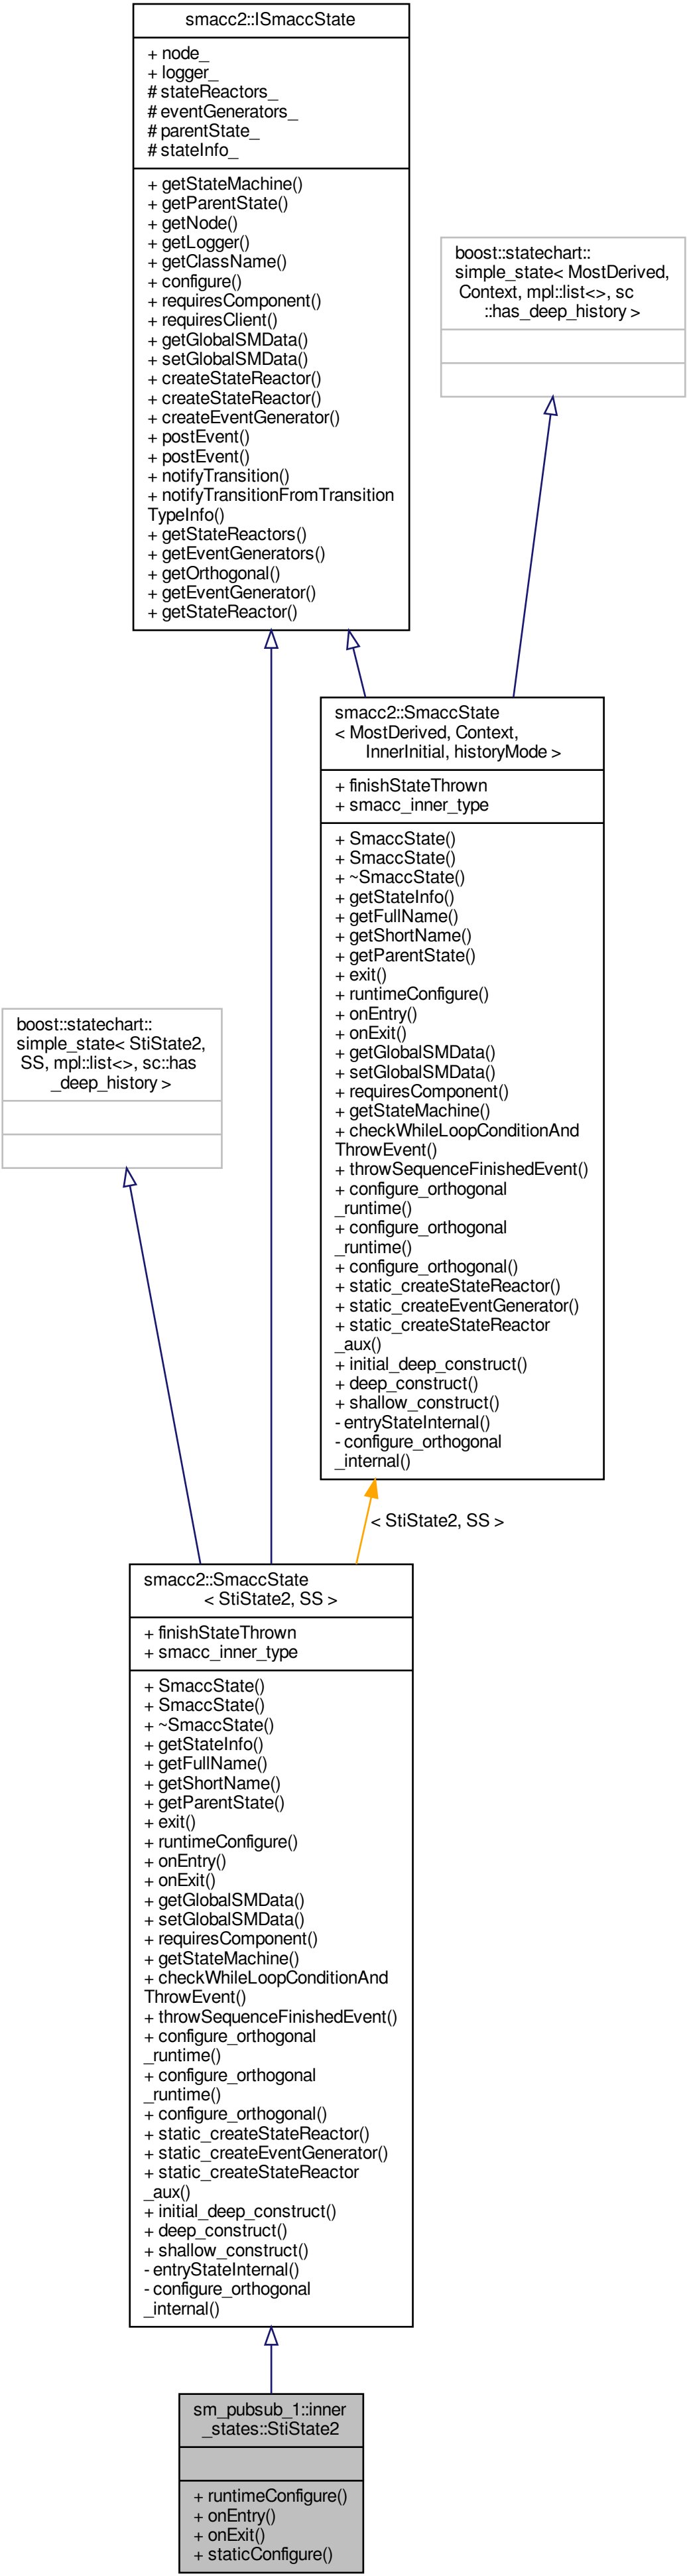 smacc2::ISmaccState
+ node_
+ logger_
# stateReactors_
# eventGenerators_
# parentState_
# stateInfo_
+ getStateMachine()
+ getParentState()
+ getNode()
+ getLogger()
+ getClassName()
+ configure()
+ requiresComponent()
+ requiresClient()
+ getGlobalSMData()
+ setGlobalSMData()
+ createStateReactor()
+ createStateReactor()
+ createEventGenerator()
+ postEvent()
+ postEvent()
+ notifyTransition()
+ notifyTransitionFromTransition
TypeInfo()
+ getStateReactors()
+ getEventGenerators()
+ getOrthogonal()
+ getEventGenerator()
+ getStateReactor()
boost::statechart::
simple_state< MostDerived,
Context, mpl::list<>, sc
::has_deep_history >
smacc2::SmaccState
< MostDerived, Context,
InnerInitial, historyMode >
+ finishStateThrown
+ smacc_inner_type
+ SmaccState()
+ SmaccState()
+ ~SmaccState()
+ getStateInfo()
+ getFullName()
+ getShortName()
+ getParentState()
+ exit()
+ runtimeConfigure()
+ onEntry()
+ onExit()
+ getGlobalSMData()
+ setGlobalSMData()
+ requiresComponent()
+ getStateMachine()
+ checkWhileLoopConditionAnd
ThrowEvent()
+ throwSequenceFinishedEvent()
+ configure_orthogonal
_runtime()
+ configure_orthogonal
_runtime()
+ configure_orthogonal()
+ static_createStateReactor()
+ static_createEventGenerator()
+ static_createStateReactor
_aux()
+ initial_deep_construct()
+ deep_construct()
+ shallow_construct()
- entryStateInternal()
- configure_orthogonal
_internal()
boost::statechart::
simple_state< StiState2,
SS, mpl::list<>, sc::has
_deep_history >
< StiState2, SS >
smacc2::SmaccState
< StiState2, SS >
+ finishStateThrown
+ smacc_inner_type
+ SmaccState()
+ SmaccState()
+ ~SmaccState()
+ getStateInfo()
+ getFullName()
+ getShortName()
+ getParentState()
+ exit()
+ runtimeConfigure()
+ onEntry()
+ onExit()
+ getGlobalSMData()
+ setGlobalSMData()
+ requiresComponent()
+ getStateMachine()
+ checkWhileLoopConditionAnd
ThrowEvent()
+ throwSequenceFinishedEvent()
+ configure_orthogonal
_runtime()
+ configure_orthogonal
_runtime()
+ configure_orthogonal()
+ static_createStateReactor()
+ static_createEventGenerator()
+ static_createStateReactor
_aux()
+ initial_deep_construct()
+ deep_construct()
+ shallow_construct()
- entryStateInternal()
- configure_orthogonal
_internal()
sm_pubsub_1::inner
_states::StiState2
+ runtimeConfigure()
+ onEntry()
+ onExit()
+ staticConfigure()